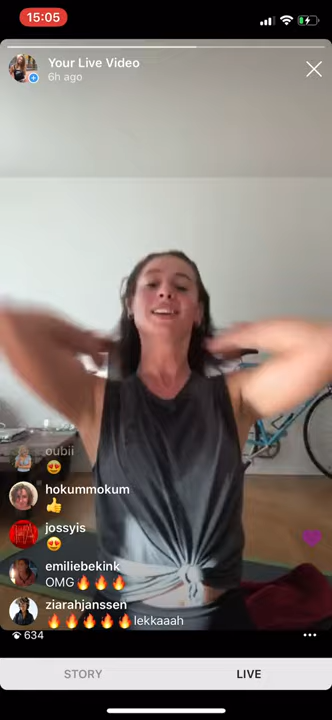 15:05
Your Live Video
6h ago
oubii
hokummokum
jossyis
emiliebekink
OMG🔥🔥🔥
ziarahjanssen
🔥🔥🔥🔥🔥lekkaaah
634
STORY
LIVE